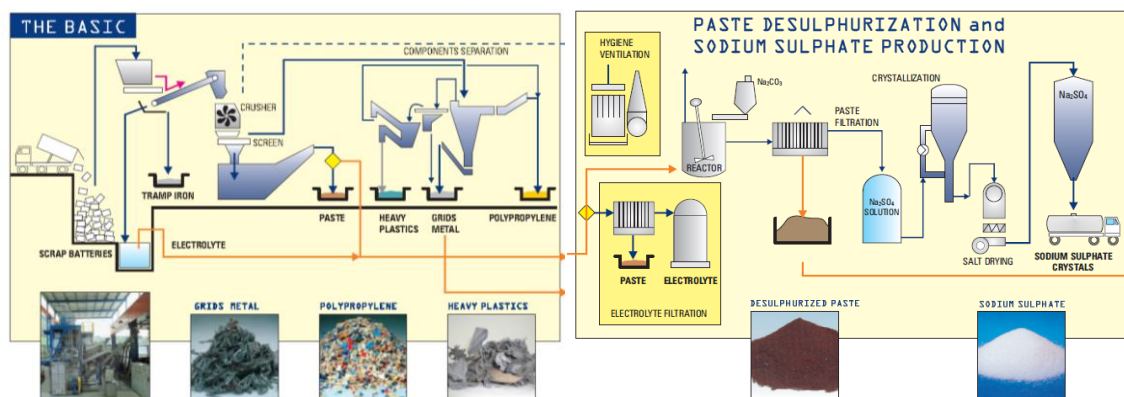 THE BASIC
COMPONENTS SEPARATION
CRUSHER
SCREEN
TRAMP IRON
PASTE
HEAVY
PLASTICS
GRIDS
METAL
POLYPROPYLENE
SCRAP BATTERIES
ELECTROLYTE
GRIDS METAL
POLYPROPYLENE
HEAVY PLASTICS
PASTE DESULPHURIZATION and
SODIUM SULPHATE PRODUCTION
HYGIENE
VENTILATION
Na₂CO₃
REACTOR
PASTE
FILTRATION
CRYSTALLIZATION
Na₂SO₄
Na₂SO₄
SOLUTION
SALT DRYING
SODIUM SULPHATE
CRYSTALS
PASTE
ELECTROLYTE
ELECTROLYTE FILTRATION
DESULPHURIZED PASTE
SODIUM SULPHATE